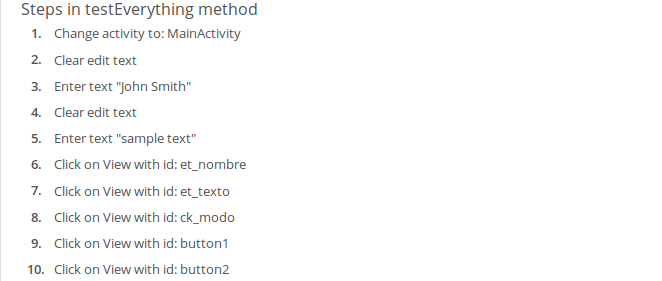 Steps in testEverything method
1. Change activity to: MainActivity
2. Clear edit text
3. Enter text "John Smith"
4. Clear edit text
5. Enter text "sample text"
6. Click on View with id: et_nombre
7. Click on View with id: et_texto
8. Click on View with id: ck_modo
9. Click on View with id: button1
10. Click on View with id: button2